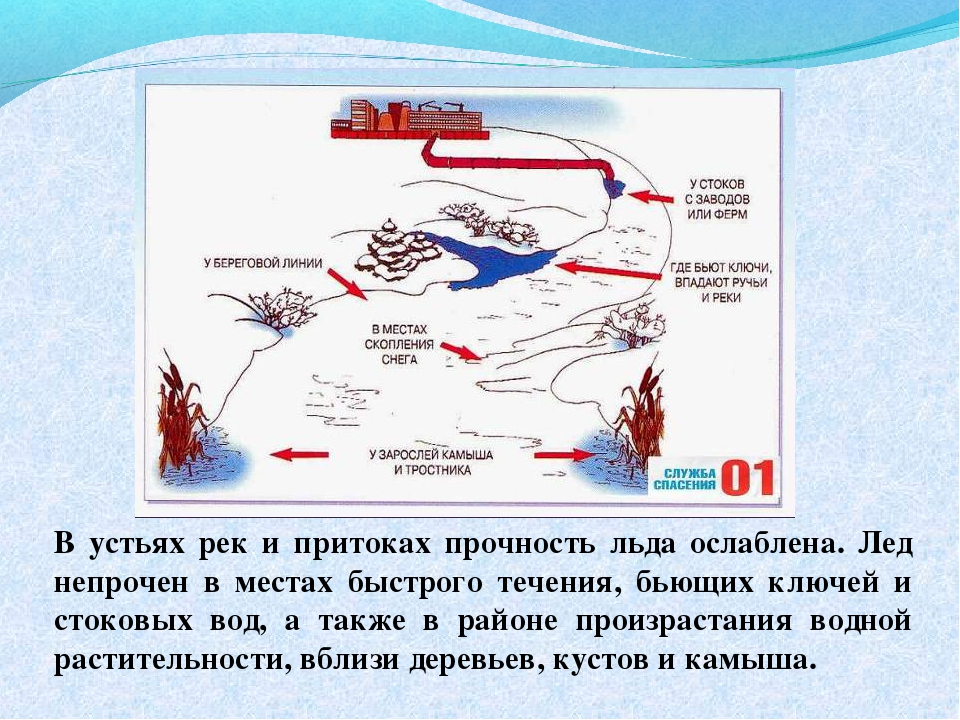 У СТОКОВ
С ЗАВОДОВ
ИЛИ ФЕРМ
У БЕРЕГОВОЙ ЛИНИИ
ГДЕ БЬЮТ КЛЮЧИ,
ВПАДАЮТ РУЧЬИ
И РЕКИ
В МЕСТАХ
СКОПЛЕНИЯ
СНЕГА
У ЗАРОСЛЕЙ КАМЫША
И ТРОСТНИКА
СЛУЖБА
СПАСЕНИЯ 01
В устьях рек и притоках прочность льда ослаблена. Лед
непрочен в местах быстрого течения, бьющих ключей и
стоковых вод, а также в районе произрастания водной
растительности, вблизи деревьев, кустов и камыша.